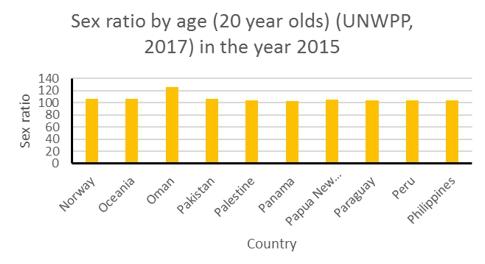 Sex ratio by age (20 year olds) (UNWPP,
2017) in the year 2015
140
120
100
80
60
40
20
0
Sex ratio
Norway
Oceania
Oman
Pakistan
Palestine
Panama
Papua New...
Paraguay
Peru
Philippines
Country